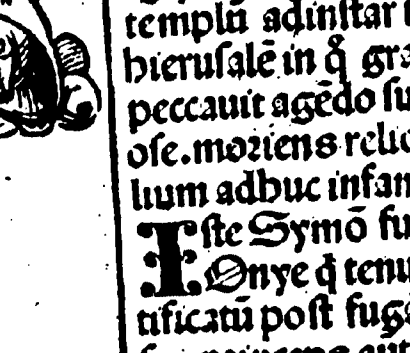 templū adinſtar
hieruſalē in q̄ gra
peccauit agēdo ſu
oſe. moriens relic
lium adhuc infan
Iſte Symō fu
Onye q̄ tenu
tificatū poſt fuga